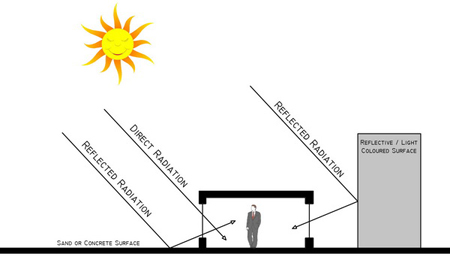 Reflected Radiation
Direct Radiation
Reflected Radiation
Reflective / Light
Coloured Surface
Sand or Concrete Surface